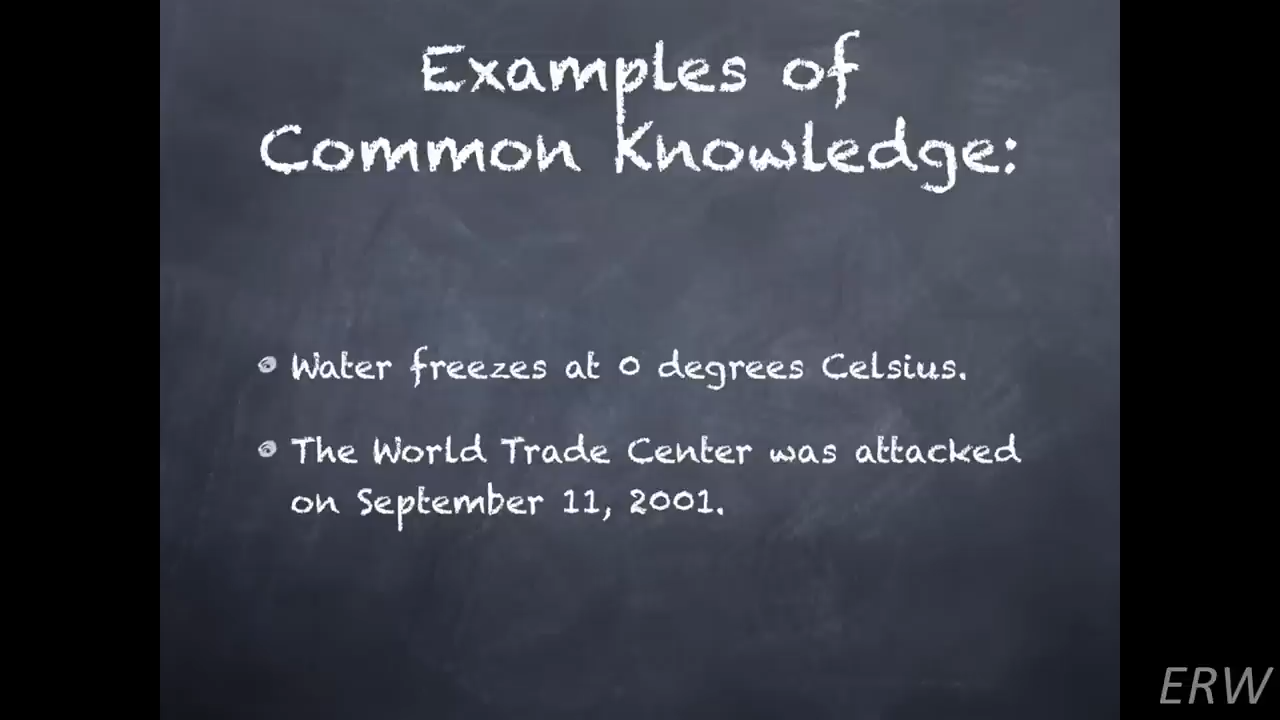 Examples of
Common Knowledge:
Water freezes at 0 degrees Celsius.
The World Trade Center was attacked
on September 11, 2001.
ERW